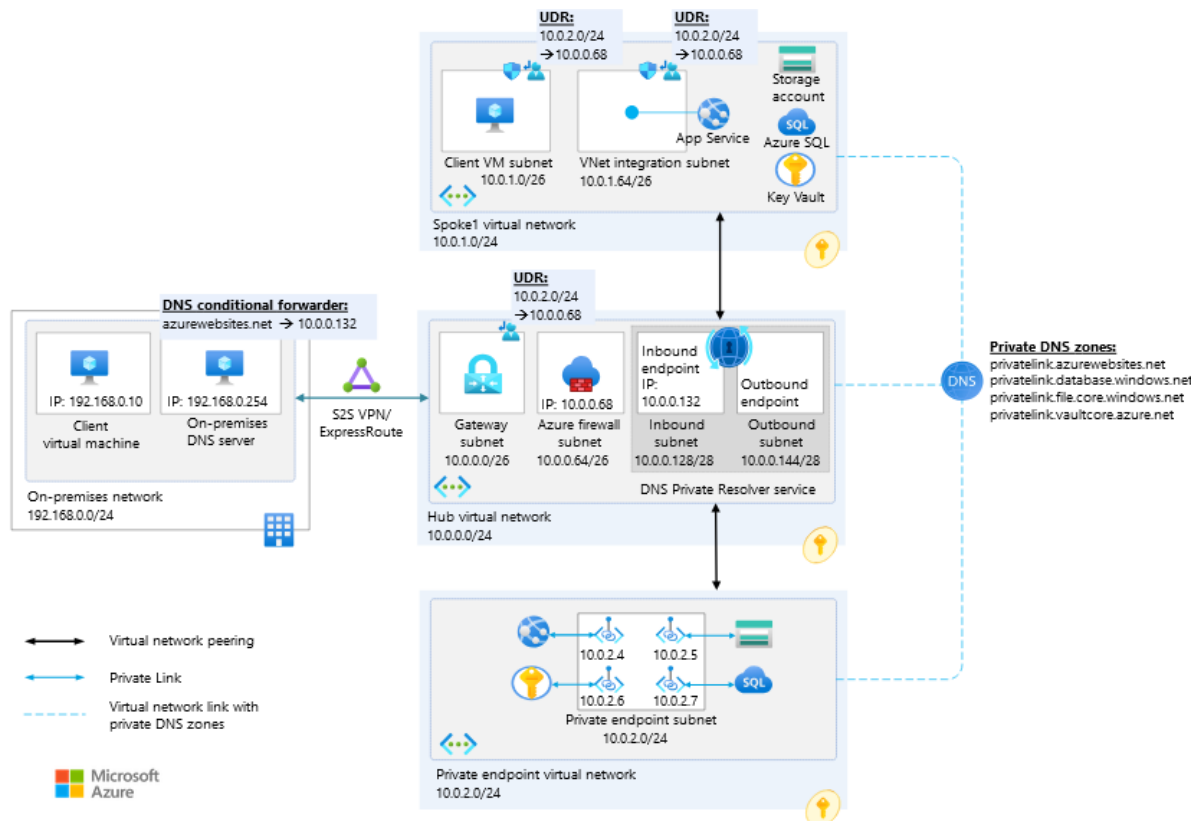 UDR:
10.0.2.0/24
→10.0.0.68
UDR:
10.0.2.0/24
→10.0.0.68
Storage
account
SQL
Azure SQL
App Service
Key Vault
Client VM subnet
10.0.1.0/26
VNet integration subnet
10.0.1.64/26
Spoke1 virtual network
10.0.1.0/24
DNS conditional forwarder:
azurewebsites.net → 10.0.0.132
IP: 192.168.0.10
Client
virtual machine
IP: 192.168.0.254
On-premises
DNS server
On-premises network
192.168.0.0/24
S2S VPN/
ExpressRoute
UDR:
10.0.2.0/24
→10.0.0.68
Gateway
subnet
10.0.0.0/26
IP: 10.0.0.68
Azure firewall
subnet
10.0.0.64/26
Inbound
endpoint
IP:
10.0.0.132
Inbound
subnet
10.0.0.128/28
Outbound
endpoint
Outbound
subnet
10.0.0.144/28
DNS Private Resolver service
Hub virtual network
10.0.0.0/24
DNS
Private DNS zones:
privatelink.azurewebsites.net
privatelink.database.windows.net
privatelink.file.core.windows.net
privatelink.vaultcore.azure.net
10.0.2.4
10.0.2.5
10.0.2.6
10.0.2.7
SQL
Private endpoint subnet
10.0.2.0/24
Private endpoint virtual network
10.0.2.0/24
Virtual network peering
Private Link
Virtual network link with
private DNS zones
Microsoft
Azure